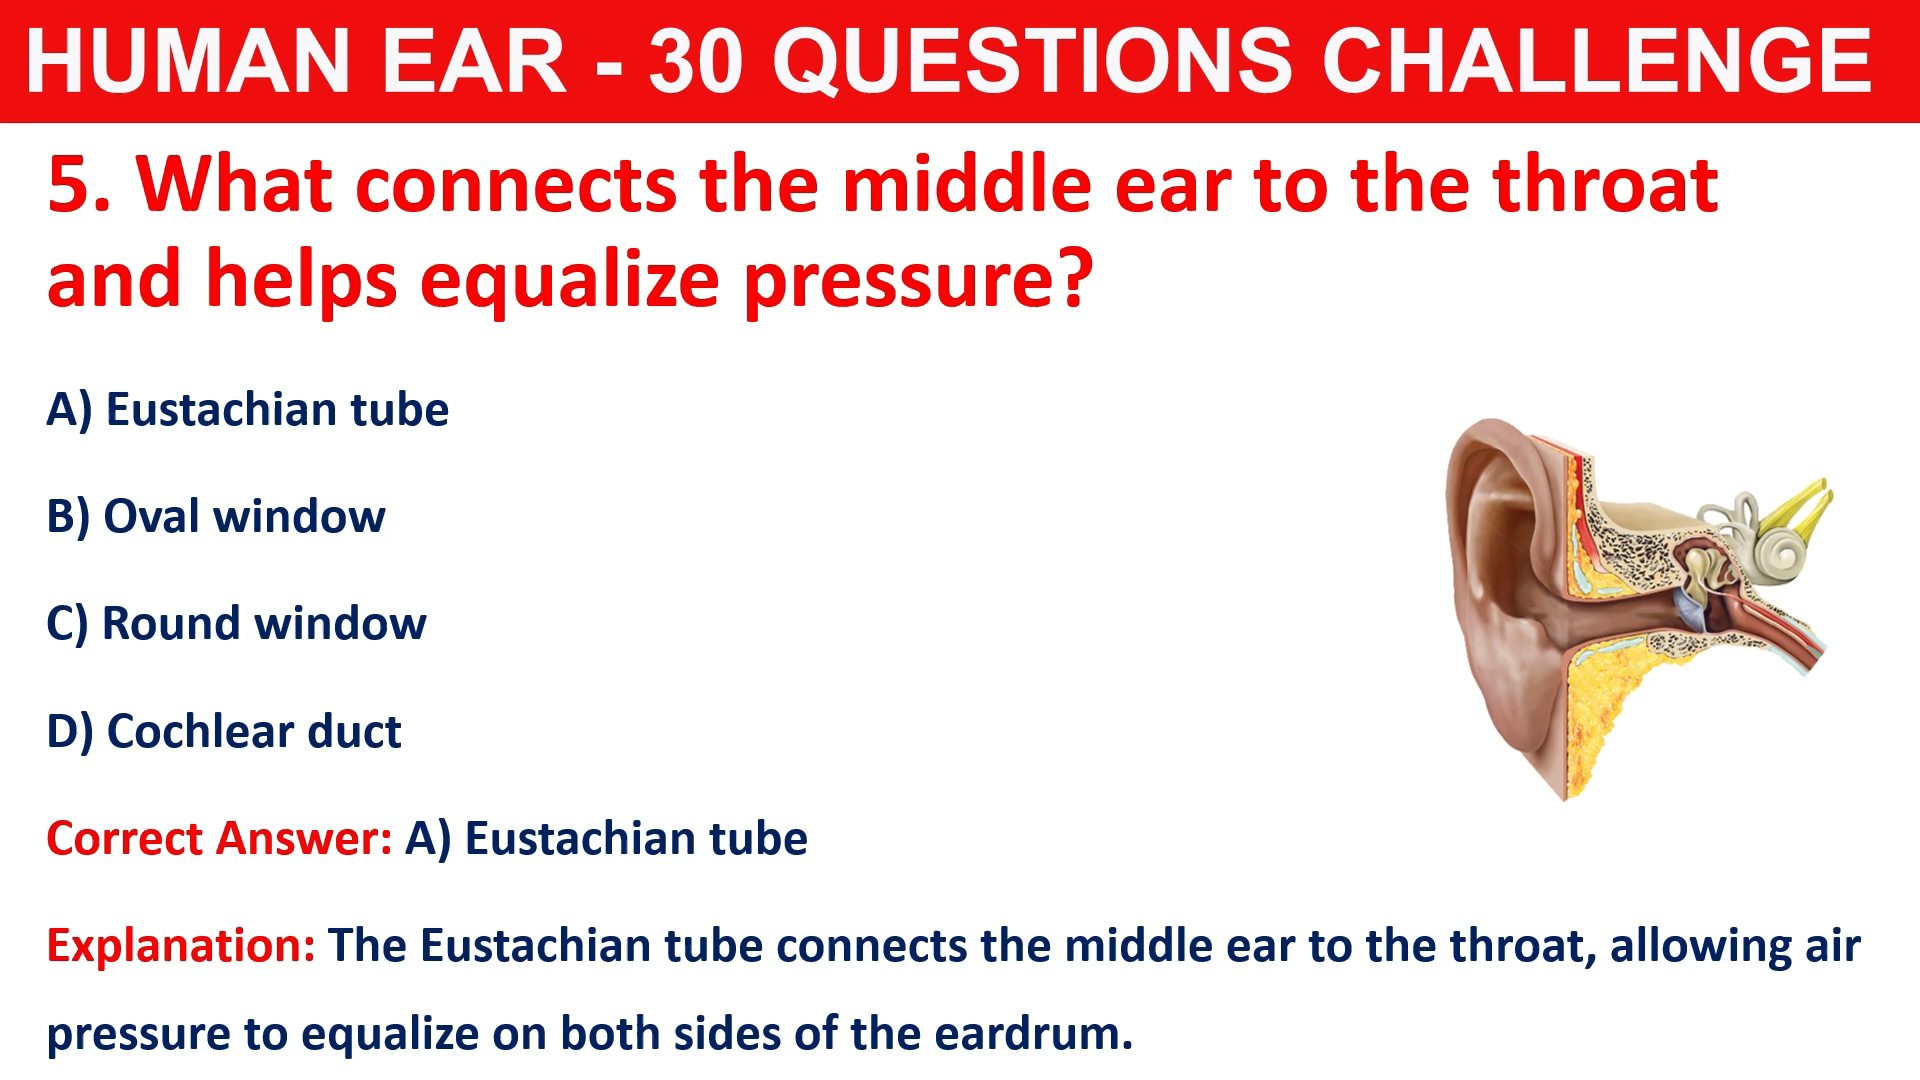 HUMAN EAR - 30 QUESTIONS CHALLENGE
5. What connects the middle ear to the throat
and helps equalize pressure?
A) Eustachian tube
B) Oval window
C) Round window
D) Cochlear duct
Correct Answer: A) Eustachian tube
Explanation: The Eustachian tube connects the middle ear to the throat, allowing air
pressure to equalize on both sides of the eardrum.